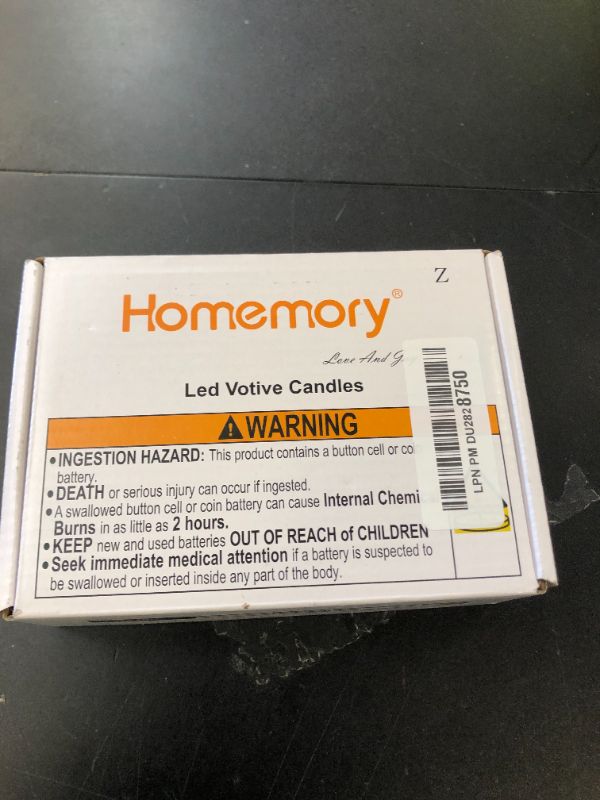 Z
Homemory®
Love And
Led Votive Candles
WARNING
•INGESTION HAZARD: This product contains a button cell or
battery.
•DEATH or serious injury can occur if ingested.
•A swallowed button cell or coin battery can cause Internal
Burns in as little as 2 hours.
•KEEP new and used batteries OUT OF REACH of CHILDREN
•Seek immediate medical attention if a battery is suspected to
be swallowed or inserted inside any part of the body.
LPN PM DU2828750